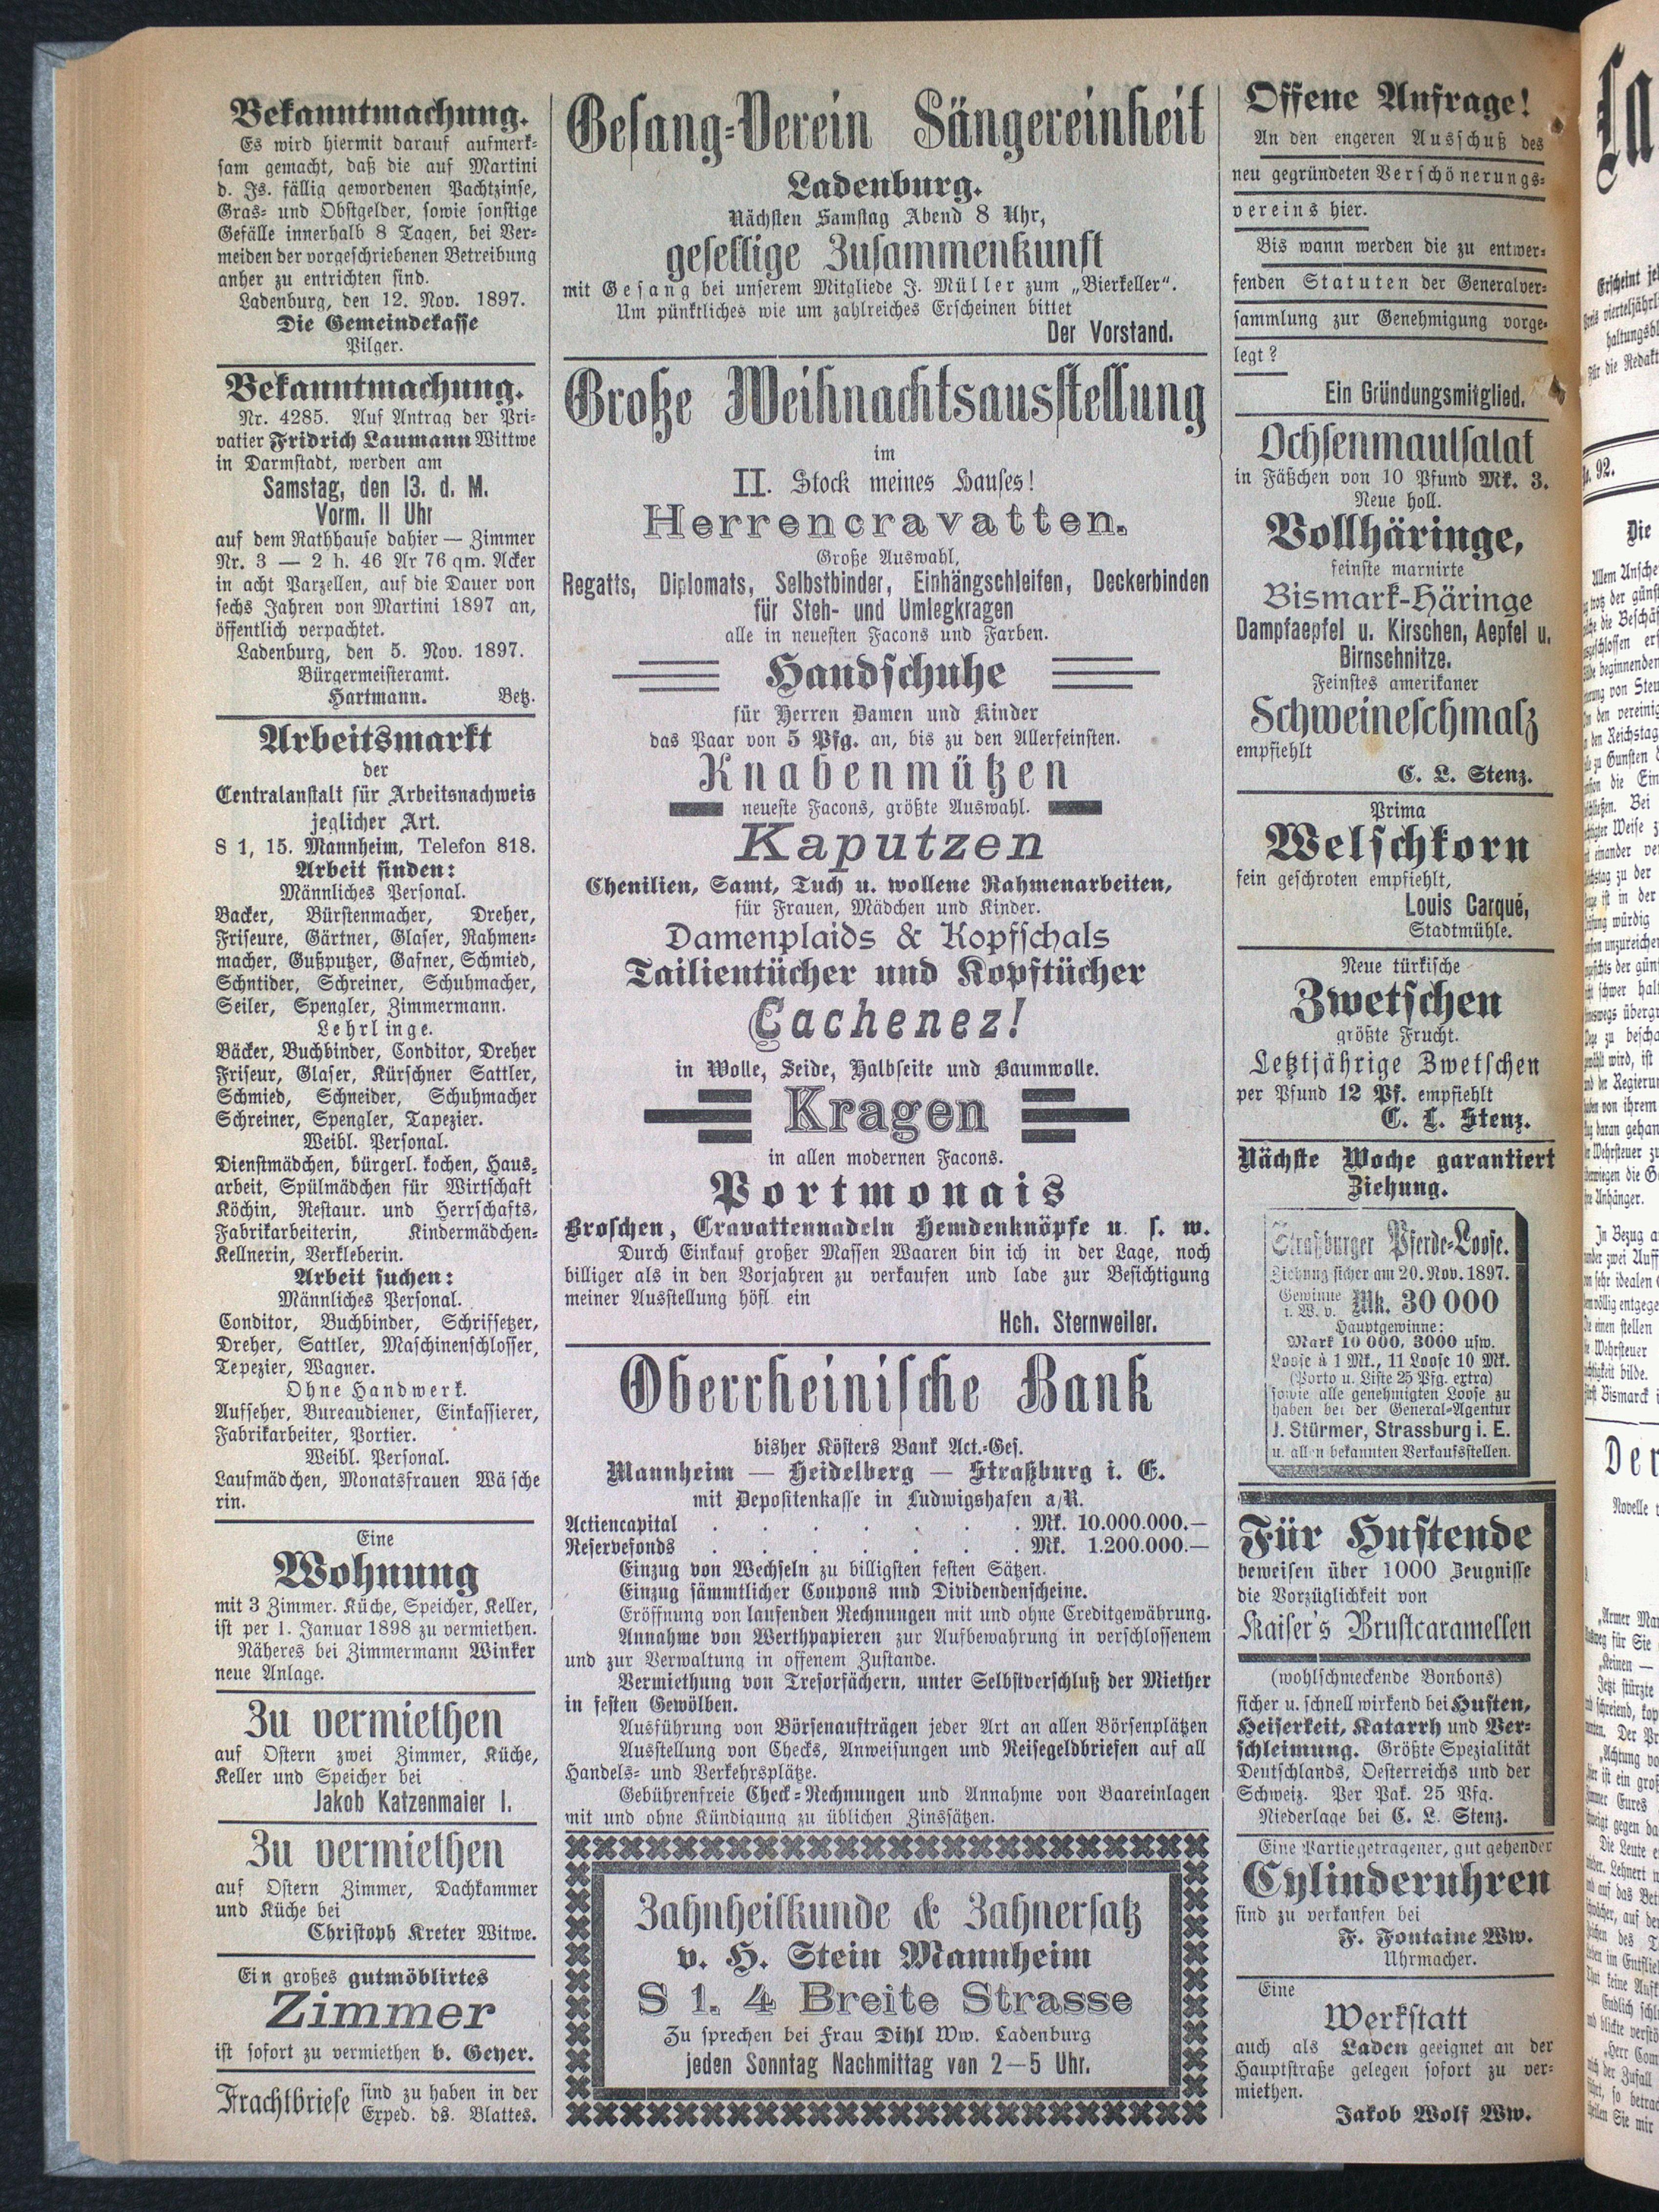 Bekanntmachung.
Es wird hiermit darauf aufmerk-
sam gemacht, daß die auf Martini
d. Js. fällig gewordenen Pachtzinse,
Gras- und Obstgelder, sowie sonstige
Gefälle innerhalb 8 Tagen, bei Ver-
meiden der vorgeschriebenen Betreibung
anher zu entrichten sind.
Ladenburg, den 12. Nov. 1897.
Die Gemeindekasse
Pilger.
Bekanntmachung.
Nr. 4285. Auf Antrag der Pri-
vatier Fridrich Laumann Wittwe
in Darmstadt, werden am
Samstag, den 13. d. M.
Vorm. 11 Uhr
auf dem Rathhause dahier — Zimmer
Nr. 3 — 2 h. 46 Ar 76 qm. Acker
in acht Parzellen, auf die Dauer von
sechs Jahren von Martini 1897 an,
öffentlich verpachtet.
Ladenburg, den 5. Nov. 1897.
Bürgermeisteramt.
Hartmann. Betz.
Arbeitsmarkt
der
Centralanstalt für Arbeitsnachweis
jeglicher Art.
S 1, 15. Mannheim, Telefon 818.
Arbeit finden:
Männliches Personal.
Backer, Bürstenmacher, Dreher,
Friseure, Gärtner, Glaser, Rahmen-
macher, Gußputzer, Gafner, Schmied,
Schntider, Schreiner, Schuhmacher,
Seiler, Spengler, Zimmermann.
Lehrlinge.
Bäcker, Buchbinder, Conditor, Dreher
Friseur, Glaser, Kürschner Sattler,
Schmied, Schneider, Schuhmacher
Schreiner, Spengler, Tapezier.
Weibl. Personal.
Dienstmädchen, bürgerl. kochen, Haus-
arbeit, Spülmädchen für Wirtschaft
Köchin, Restaur. und Herrschafts,
Fabrikarbeiterin, Kindermädchen-
Kellnerin, Verkleberin.
Arbeit suchen:
Männliches Personal.
Conditor, Buchbinder, Schriffsetzer,
Dreher, Sattler, Maschinenschlosser,
Tepezier, Wagner.
Ohne Handwerk.
Aufseher, Bureaudiener, Einkassierer,
Fabrikarbeiter, Portier.
Weibl. Personal.
Laufmädchen, Monatsfrauen Wäsche
rin.
Eine
Wohnung
mit 3 Zimmer. Küche, Speicher, Keller,
ist per 1. Januar 1898 zu vermiethen.
Näheres bei Zimmermann Winker
neue Anlage.
Zu vermiethen
auf Ostern zwei Zimmer, Küche,
Keller und Speicher bei
Jakob Katzenmaier I.
Zu vermiethen
auf Ostern Zimmer, Dachkammer
und Küche bei
Christoph Kreter Witwe.
Ein großes gutmöblirtes
Zimmer
ist sofort zu vermiethen b. Geyer.
Frachtbriefe sind zu haben in der
Exped. ds. Blattes.
Gesang-Verein Sängereinheit
Ladenburg.
Nächsten Samstag Abend 8 Uhr,
gesellige Zusammenkunft
mit Gesang bei unserem Mitgliede J. Müller zum „Bierkeller“.
Um pünktliches wie um zahlreiches Erscheinen bittet
Der Vorstand.
Große Weihnachtsausstellung
im
II. Stock meines Hauses!
Herrencravatten.
Große Auswahl,
Regatts, Diplomats, Selbstbinder, Einhängschleifen, Deckerbinden
für Steh- und Umlegkragen
alle in neuesten Facons und Farben.
Handschuhe
für Herren Damen und Kinder
das Paar von 5 Pfg. an, bis zu den Allerfeinsten.
Knabenmützen
neueste Facons, größte Auswahl.
Kaputzen
Chenilien, Samt, Tuch u. wollene Rahmenarbeiten,
für Frauen, Mädchen und Kinder.
Damenplaids & Kopfschals
Tailientücher und Kopftücher
Cachenez!
in Wolle, Seide, Halbseite und Baumwolle.
Kragen
in allen modernen Facons.
Portmonais
Broschen, Cravattennadeln Hemdenknöpfe u. s. w.
Durch Einkauf großer Massen Waaren bin ich in der Lage, noch
billiger als in den Vorjahren zu verkaufen und lade zur Besichtigung
meiner Ausstellung höfl. ein
Hch. Sternweiler.
Oberrheinische Bank
bisher Kösters Bank Act.-Ges.
Mannheim — Heidelberg — Straßburg i. E.
mit Depositenkasse in Ludwigshafen a/R.
Actiencapital . . . . . . . Mk. 10.000.000.—
Reservefonds . . . . . . . Mk. 1.200.000.—
Einzug von Wechseln zu billigsten festen Sätzen.
Einzug sämmtlicher Coupons und Dividendenscheine.
Eröffnung von laufenden Rechnungen mit und ohne Creditgewährung.
Annahme von Werthpapieren zur Aufbewahrung in verschlossenem
und zur Verwaltung in offenem Zustande.
Vermiethung von Tresorfächern, unter Selbstverschluß der Miether
in festen Gewölben.
Ausführung von Börsenaufträgen jeder Art an allen Börsenplätzen
Ausstellung von Checks, Anweisungen und Reisegeldbriefen auf all
Handels- und Verkehrsplätze.
Gebührenfreie Check-Rechnungen und Annahme von Baareinlagen
mit und ohne Kündigung zu üblichen Zinssätzen.
Zahnheilkunde & Zahnersatz
v. H. Stein Mannheim
S 1. 4 Breite Strasse
Zu sprechen bei Frau Dihl Ww. Ladenburg
jeden Sonntag Nachmittag von 2—5 Uhr.
Offene Anfrage!
An den engeren Ausschuß des
neu gegründeten Verschönerungs-
vereins hier.
Bis wann werden die zu entwer-
fenden Statuten der Generalver-
sammlung zur Genehmigung vorge-
legt?
Ein Gründungsmitglied.
Ochsenmaulsalat
in Fäßchen von 10 Pfund Mk. 3.
Neue holl.
Vollhäringe,
feinste marnirte
Bismark-Häringe
Dampfaepfel u. Kirschen, Aepfel u.
Birnschnitze.
Feinstes amerikaner
Schweineschmalz
empfiehlt
C. L. Stenz.
Prima
Welschkorn
fein geschroten empfiehlt,
Louis Carqué,
Stadtmühle.
Neue türkische
Zwetschen
größte Frucht.
Letztjährige Zwetschen
per Pfund 12 Pf. empfiehlt
C. L. Stenz.
Nächste Woche garantiert
Ziehung.
Straßburger Pferde-Loose.
Ziehung sicher am 20. Nov. 1897.
Gewinne
i. W. v. Mk. 30 000
Hauptgewinne:
Mark 10 000, 3000 usw.
Loose à 1 Mk., 11 Loose 10 Mk.
(Porto u. Liste 25 Pfg. extra)
sowie alle genehmigten Loose zu
haben bei der General-Agentur
J. Stürmer, Strassburg i. E.
u. allen bekannten Verkaufsstellen.
Für Hustende
beweisen über 1000 Zeugnisse
die Vorzüglichkeit von
Kaiser's Brustcaramellen
(wohlschmeckende Bonbons)
sicher u. schnell wirkend bei Husten,
Heiserkeit, Katarrh und Ver-
schleimung. Größte Spezialität
Deutschlands, Oesterreichs und der
Schweiz. Per Pak. 25 Pfg.
Niederlage bei C. L. Stenz.
Eine Partie getragener, gut gehender
Cylinderuhren
sind zu verkanfen bei
F. Fontaine Ww.
Uhrmacher.
Eine
Werkstatt
auch als Laden geeignet an der
Hauptstraße gelegen sofort zu ver-
miethen.
Jakob Wolf Ww.